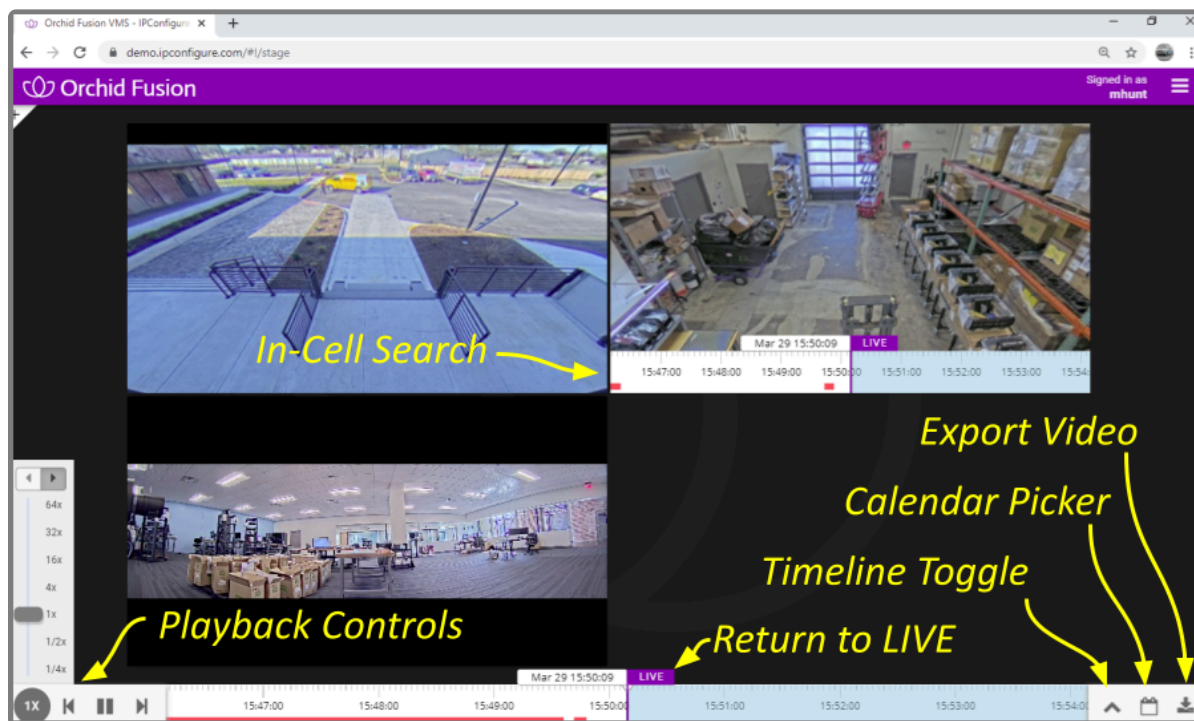 Orchid Fusion VMS - IPConfigure
demo.ipconfigure.com/#!/stage
Orchid Fusion
Signed in as
mhunt
In-Cell Search
Mar 29 15:50:09 LIVE
15:47:00 15:48:00 15:49:00 15:50:00 15:51:00 15:52:00 15:53:00 15:54:
Export Video
Calendar Picker
Timeline Toggle
64x
32x
16x
4x
1x
1/2x
1/4x
Playback Controls
Return to LIVE
Mar 29 15:50:09 LIVE
1X 15:47:00 15:48:00 15:49:00 15:50:00 15:51:00 15:52:00 15:53:00 15:54:0